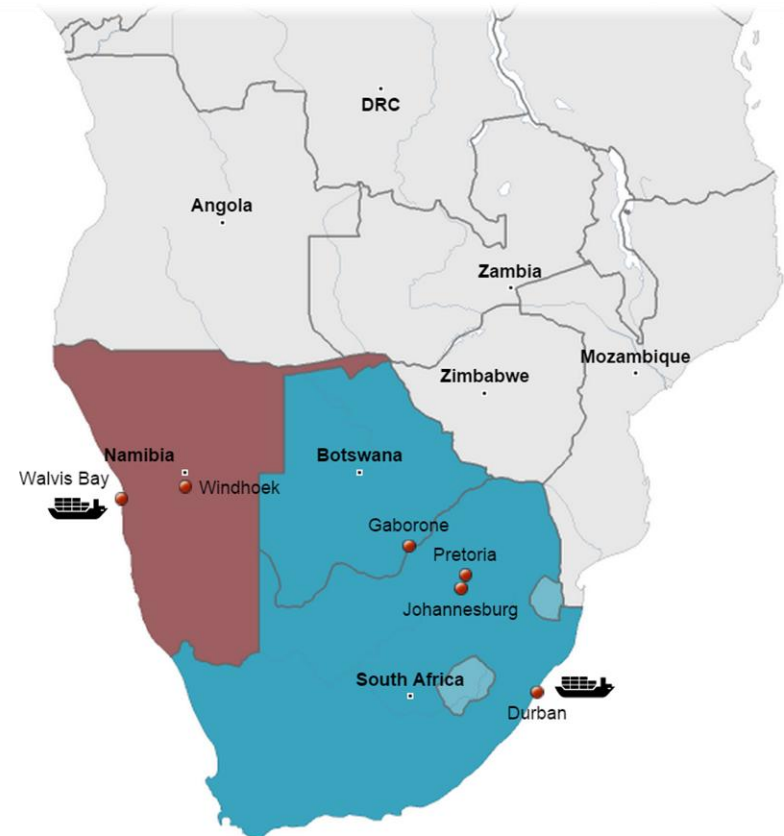 DRC
Angola
Zambia
Mozambique
Zimbabwe
Namibia
Botswana
Walvis Bay
Windhoek
Gaborone
Pretoria
Johannesburg
South Africa
Durban